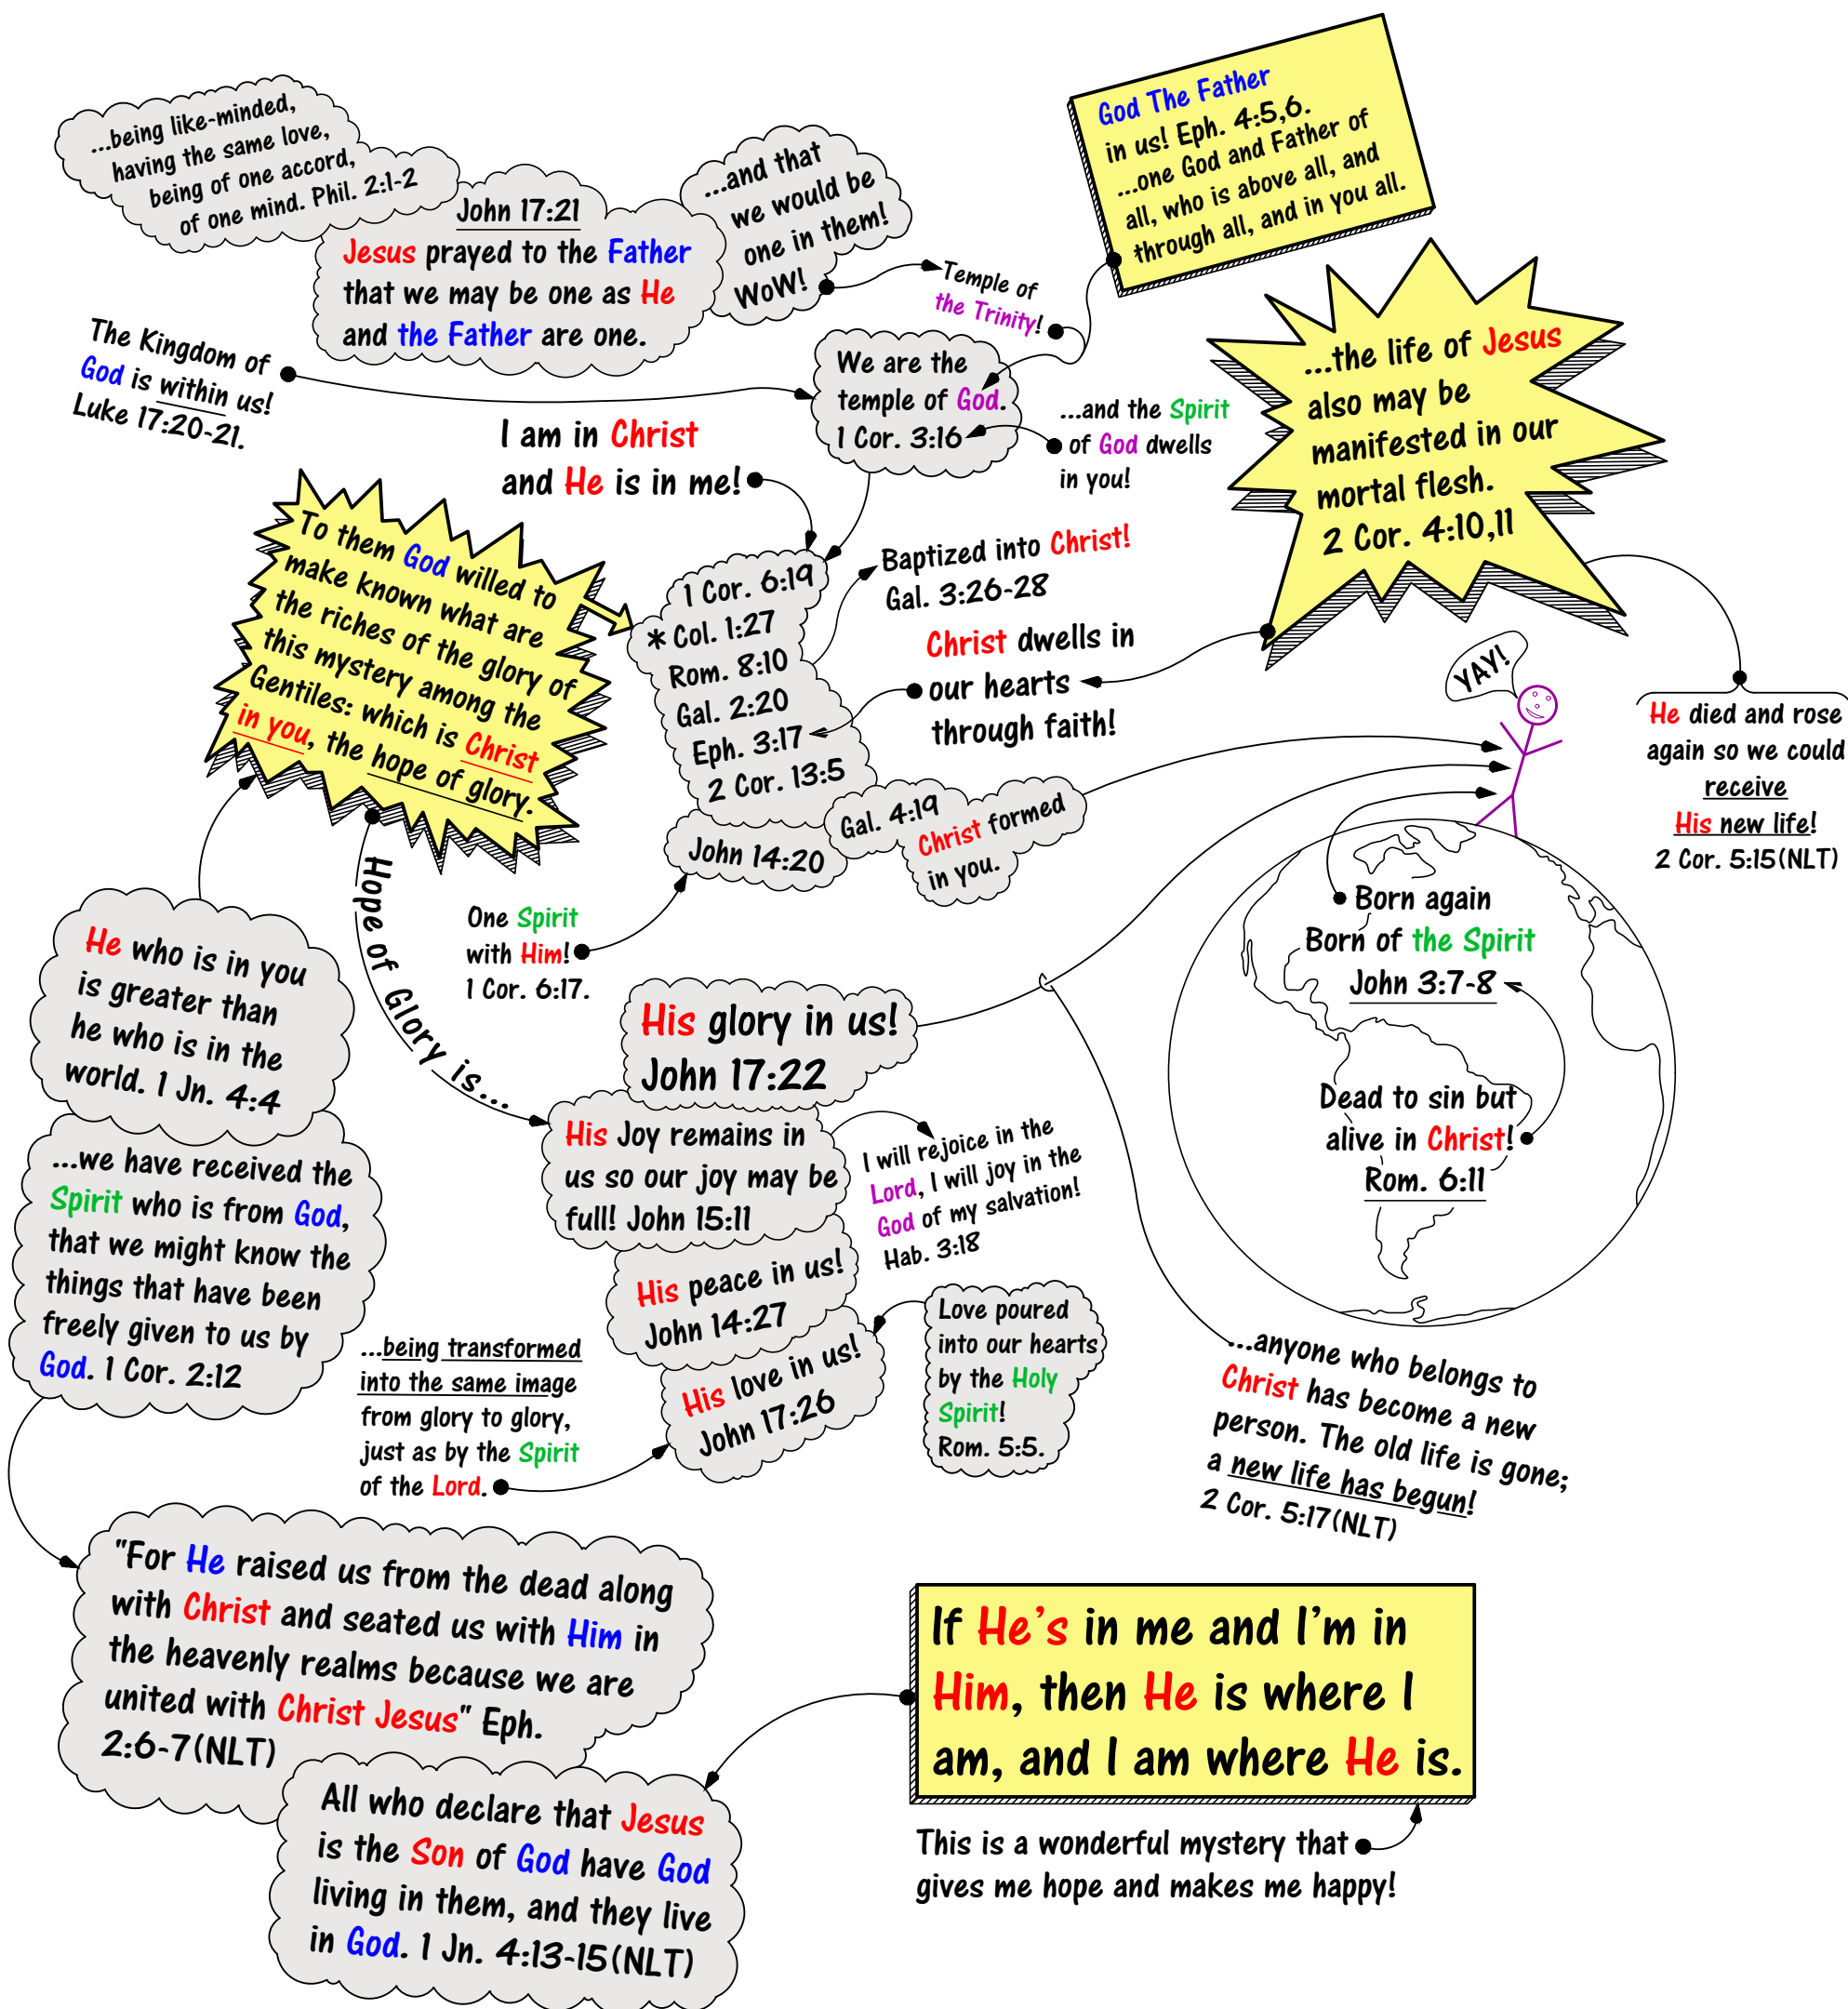 ...being like-minded,
having the same love,
being of one accord,
of one mind. Phil. 2:1-2
John 17:21
Jesus prayed to the Father
that we may be one as He
and the Father are one.
...and that
we would be
one in them!
WoW!
Temple of
the Trinity!
God The Father
in us! Eph. 4:5,6.
...one God and Father of
all, who is above all, and
through all, and in you all.
The Kingdom of
God is within us!
Luke 17:20-21.
We are the
temple of God.
1 Cor. 3:16
...and the Spirit
of God dwells
in you!
...the life of Jesus
also may be
manifested in our
mortal flesh.
2 Cor. 4:10,11
I am in Christ
and He is in me!
To them God willed to
make known what are
the riches of the glory of
this mystery among the
Gentiles: which is Christ
in you, the hope of glory.
1 Cor. 6:19
* Col. 1:27
Rom. 8:10
Gal. 2:20
Eph. 3:17
2 Cor. 13:5
Baptized into Christ!
Gal. 3:26-28
Christ dwells in
our hearts
through faith!
YAY!
He died and rose
again so we could
receive
His new life!
2 Cor. 5:15(NLT)
Gal. 4:19
Christ formed
in you.
John 14:20
One Spirit
with Him!
1 Cor. 6:17.
Hope of Glory is...
He who is in you
is greater than
he who is in the
world. 1 Jn. 4:4
...we have received the
Spirit who is from God,
that we might know the
things that have been
freely given to us by
God. 1 Cor. 2:12
His glory in us!
John 17:22
His Joy remains in
us so our joy may be
full! John 15:11
I will rejoice in the
Lord, I will joy in the
God of my salvation!
Hab. 3:18
His peace in us!
John 14:27
His love in us!
John 17:26
Love poured
into our hearts
by the Holy
Spirit!
Rom. 5:5.
...being transformed
into the same image
from glory to glory,
just as by the Spirit
of the Lord.
Born again
Born of the Spirit
John 3:7-8
Dead to sin but
alive in Christ!
Rom. 6:11
...anyone who belongs to
Christ has become a new
person. The old life is gone;
a new life has begun!
2 Cor. 5:17(NLT)
"For He raised us from the dead along
with Christ and seated us with Him in
the heavenly realms because we are
united with Christ Jesus" Eph.
2:6-7(NLT)
All who declare that Jesus
is the Son of God have God
living in them, and they live
in God. 1 Jn. 4:13-15(NLT)
If He's in me and I'm in
Him, then He is where I
am, and I am where He is.
This is a wonderful mystery that
gives me hope and makes me happy!